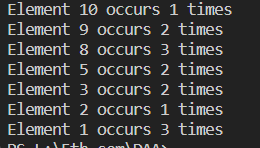 Element 10 occurs 1 times
Element 9 occurs 2 times
Element 8 occurs 3 times
Element 5 occurs 2 times
Element 3 occurs 2 times
Element 2 occurs 1 times
Element 1 occurs 3 times